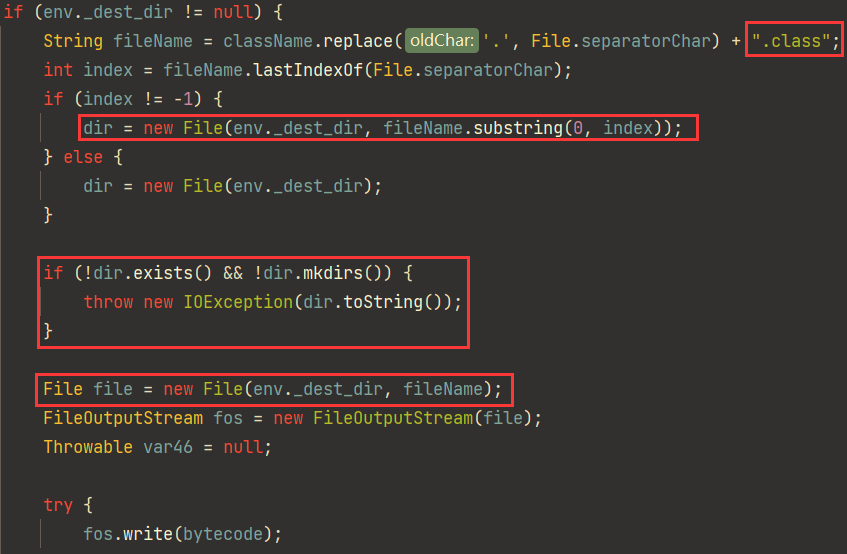 if (env._dest_dir != null) {
String fileName = className.replace( oldChar: '.', File.separatorChar) + ".class";
int index = fileName.lastIndexOf(File.separatorChar);
if (index != -1) {
dir = new File(env._dest_dir, fileName.substring(0, index));
} else {
dir = new File(env._dest_dir);
}
if (!dir.exists() && !dir.mkdirs()) {
throw new IOException(dir.toString());
}
File file = new File(env._dest_dir, fileName);
FileOutputStream fos = new FileOutputStream(file);
Throwable var46 = null;
try {
fos.write(bytecode);